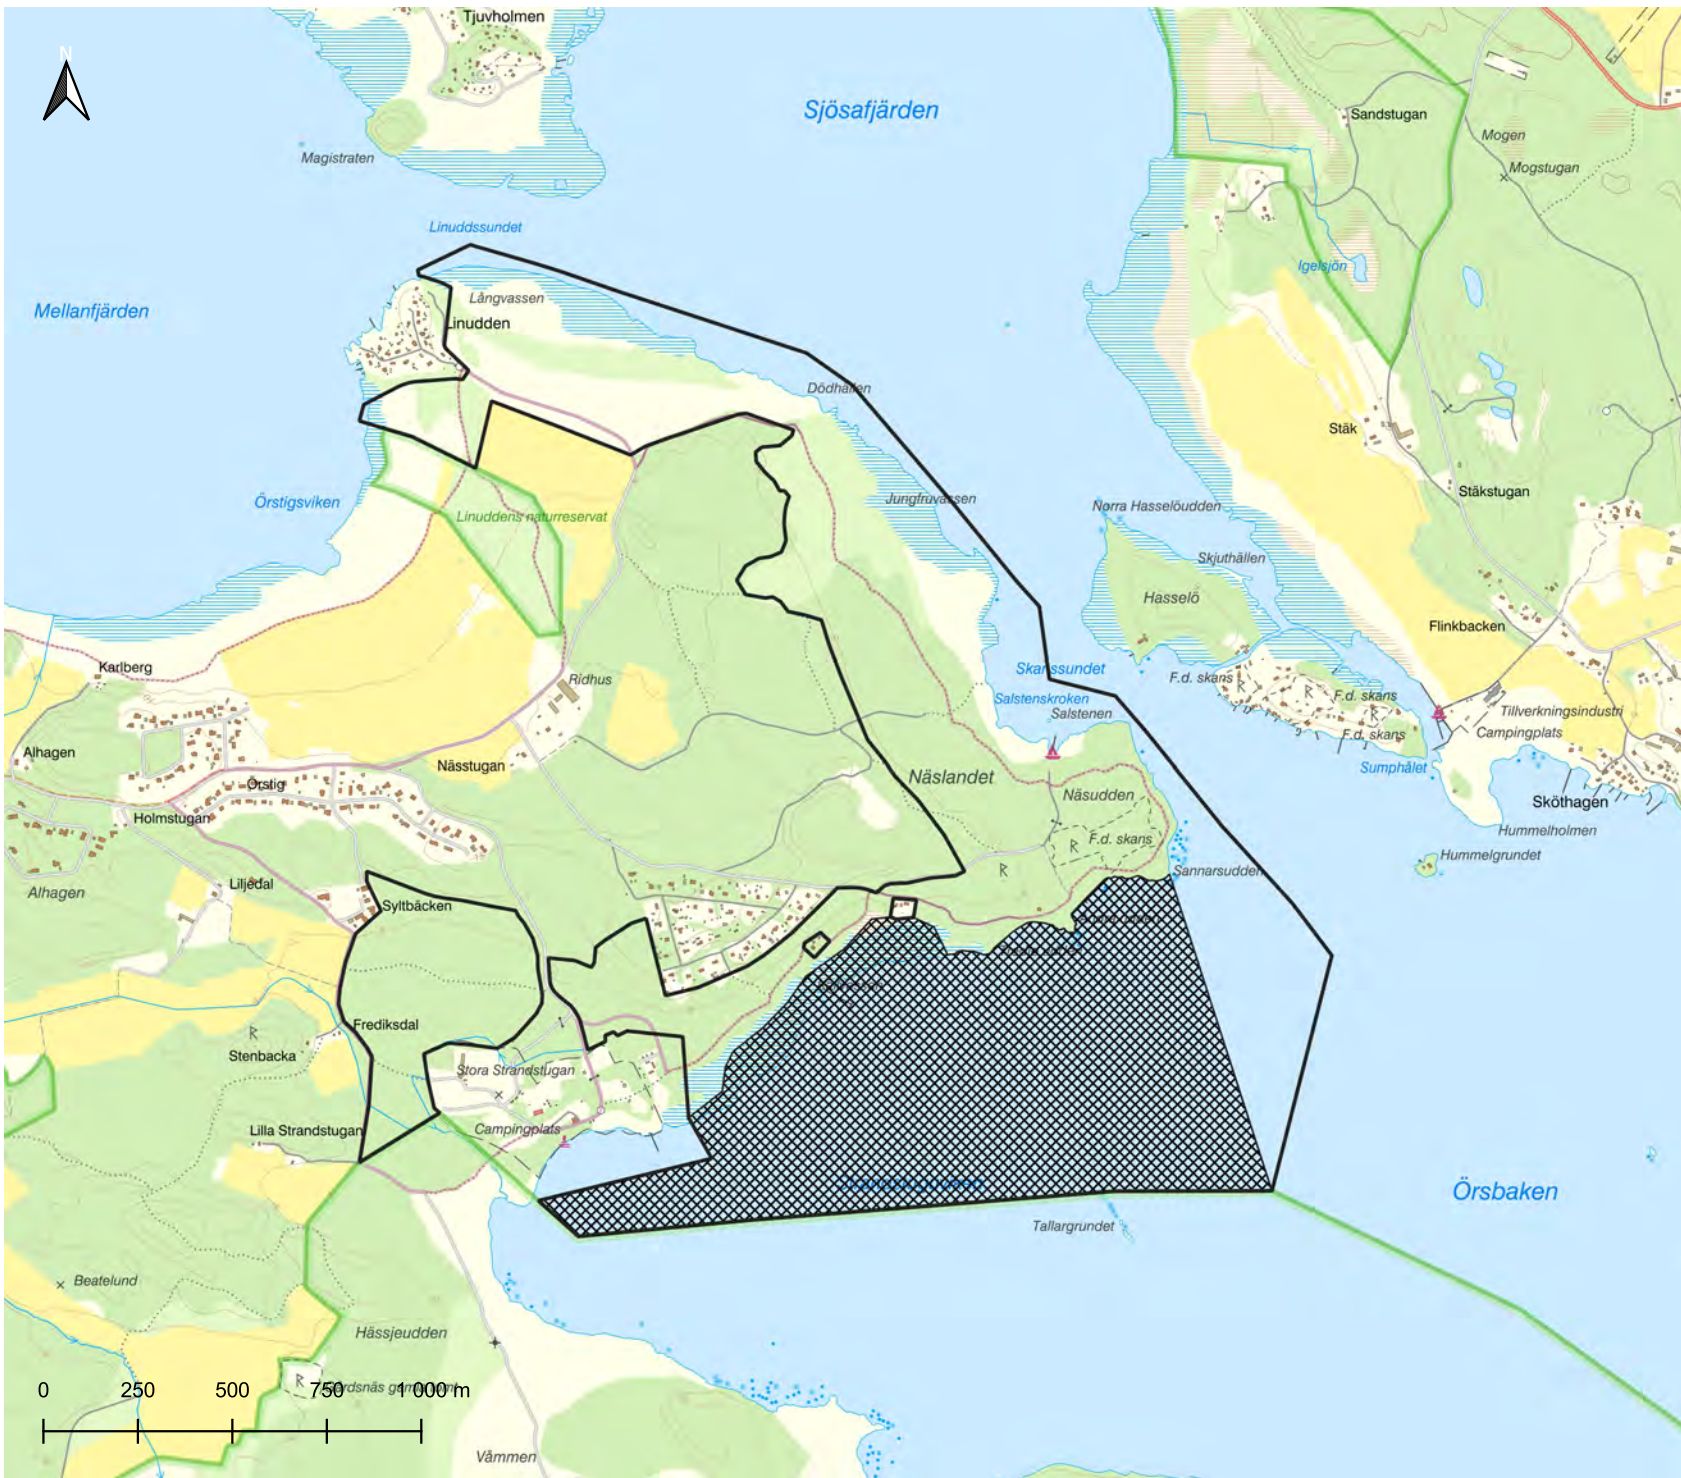 Tjuvholmen
N
Sjösafjärden
Sandstugan
Mogen
Magistraten
Mogstugan
Linuddssundet
Igelsjön
Långvassen
Mellanfjärden
Linudden
Dödhällen
Stäk
Örstigsviken
Jungfruvassen
Stäkstugan
Norra Hasselöudden
Linuddens naturreservat
Skjuthällen
Hasselö
Flinkbacken
Karlberg
Skanssundet
Ridhus
F.d. skans
F.d. skans
Salstenskroken
Salstenen
Tillverkningsindustri
F.d. skans
Campingplats
Alhagen
Nässtugan
Näslandet
Sumphålet
Örstig
Näsudden
Sköthagen
Holmstugan
Hummelholmen
F.d. skans
Hummelgrundet
Liljedal
Sannarsudden
Alhagen
Syltbäcken
Frediksdal
Stenbacka
Stora Strandstugan
Lilla Strandstugan
Campingplats
Örsbaken
Tallargrundet
Beatelund
Hässjeudden
0 250 500 750 1 000 m
Våmmen